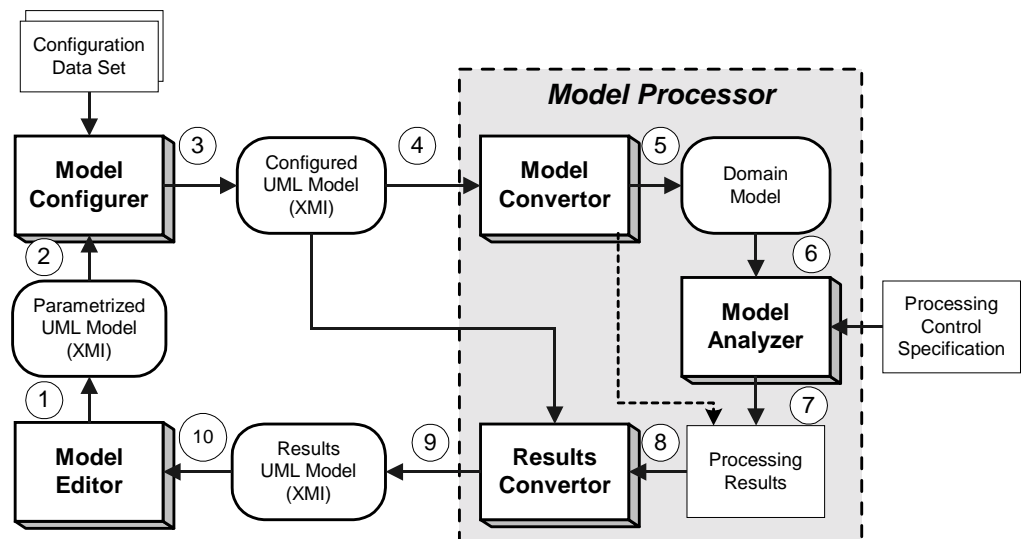 Configuration
Data Set
Model Processor
3
4
5
Model
Configurer
Configured
UML Model
(XMI)
Model
Convertor
Domain
Model
2
6
Parametrized
UML Model
(XMI)
Model
Analyzer
Processing
Control
Specification
1
7
10
9
8
Model
Editor
Results
UML Model
(XMI)
Results
Convertor
Processing
Results